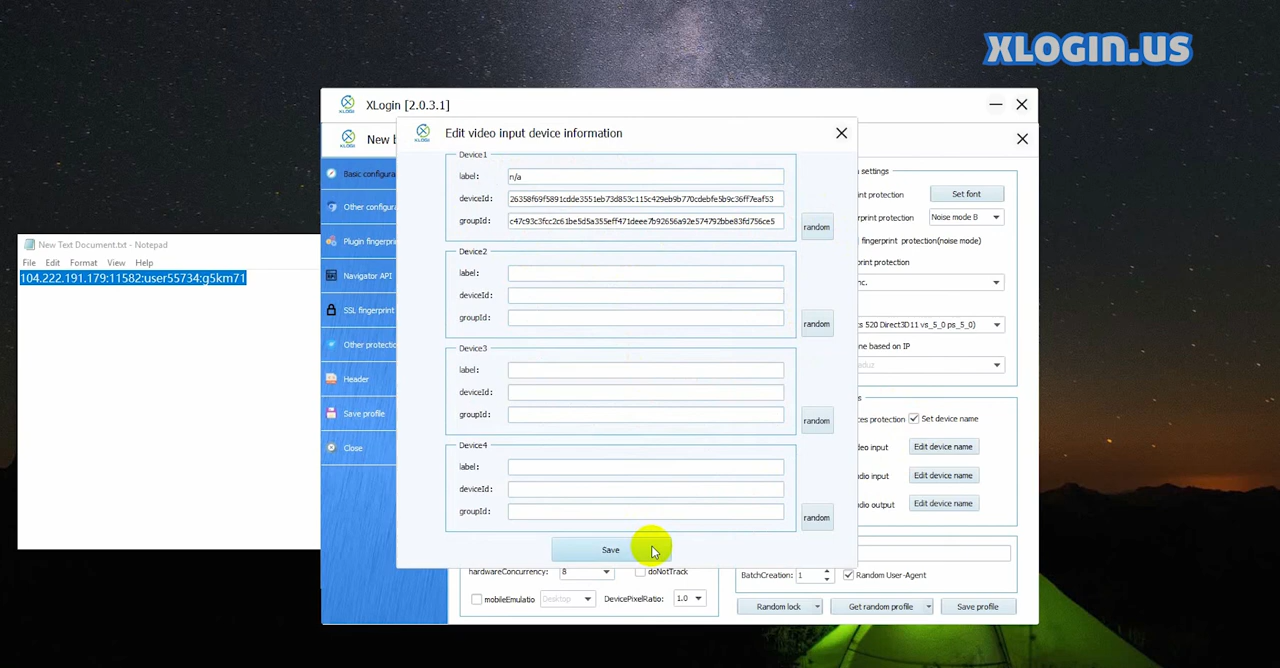 XLOGIN.US
XLogin [2.0.3.1]
New b
Edit video input device information
New Text Document.txt - Notepad
File Edit Format View Help
104.222.191.179:11582:user55734:g5km71
Basic configura
Other configura
Plugin fingerprin
Navigator API
SSL fingerprint
Other protectio
Header
Save profile
Close
Device1
label: n/a
deviceId: 26358f69f5891cdde3551eb73d853c115c429eb9b770cdebfe5b9c36ff7eaf53
groupId: c47c93c3fcc2c61be5d5a355eff471deee7b92656a92e574792bbe83fd756ce5
random
Device2
label:
deviceId:
groupId:
random
Device3
label:
deviceId:
groupId:
random
Device4
label:
deviceId:
groupId:
random
Save
settings
nt protection Set font
rprint protection Noise mode B
fingerprint protection(noise mode)
rint protection
nc.
s 520 Direct3D11 vs_5_0 ps_5_0)
ne based on IP
aduz
s
ces protection Set device name
eo input Edit device name
dio input Edit device name
dio output Edit device name
hardwareConcurrency: 8 doNotTrack
mobileEmulatio Desktop DevicePixelRatio: 1.0
BatchCreation: 1 Random User-Agent
Random lock Get random profile Save profile